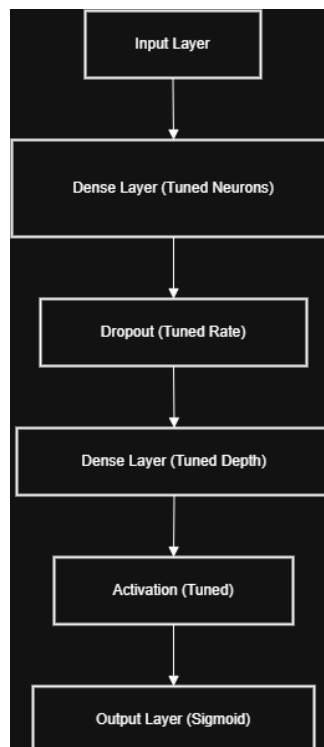 Input Layer
Dense Layer (Tuned Neurons)
Dropout (Tuned Rate)
Dense Layer (Tuned Depth)
Activation (Tuned)
Output Layer (Sigmoid)